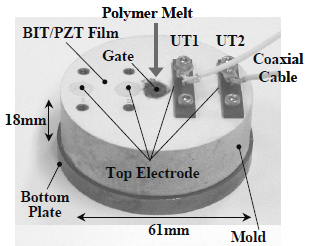 Polymer Melt
BIT/PZT Film
UT1 UT2
Gate
Coaxial
Cable
18mm
Top Electrode
Bottom
Plate
61mm
Mold